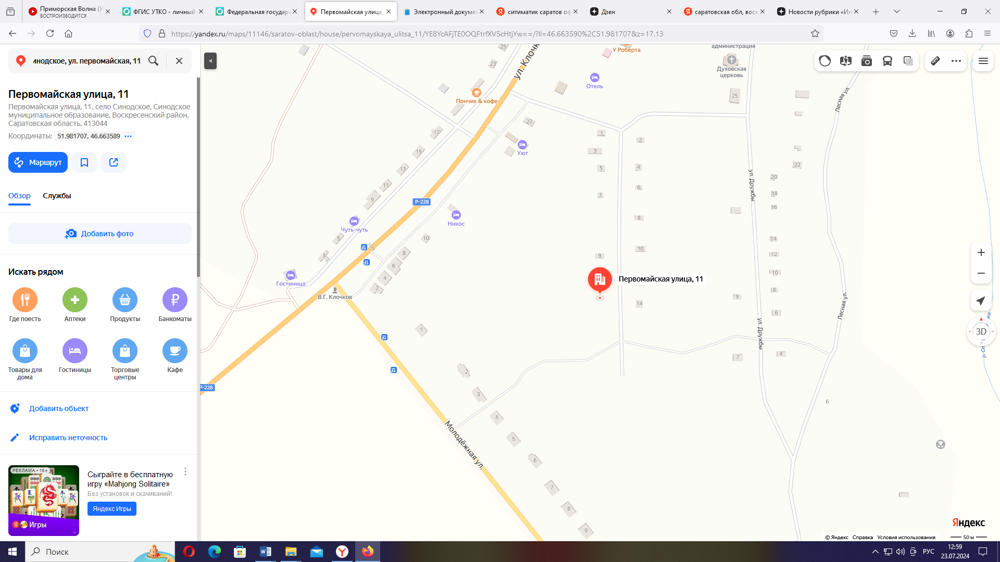 Приморская Волна (У
ВОСПРОИЗВОДИТСЯ
ФГИС УТКО - личный
Федеральная государс
Первомайская улица,
Электронный докумен
ситиматик саратов оф
Дзен
саратовская обл, воск
Новости рубрики «Ин
https://yandex.ru/maps/11146/saratov-oblast/house/pervomayskaya_ulitsa_11/YE8YcAFjTE0OQFtrfXV5cHtjYw==/?ll=46.663590%2C51.981707&z=17.13
инодское, ул. первомайская, 11
Первомайская улица, 11
Первомайская улица, 11, село Синодское, Синодское
муниципальное образование, Воскресенский район,
Саратовская область, 413044
Координаты: 51.981707, 46.663589
Маршрут
Обзор
Службы
Добавить фото
Искать рядом
Где поесть
Аптеки
Продукты
Банкоматы
Товары для
дома
Гостиницы
Торговые
центры
Кафе
Добавить объект
Исправить неточность
РЕКЛАМА • 16+
Сыграйте в бесплатную
игру «Mahjong Solitaire»
Без установок и скачиваний!
Яндекс Игры
Я Игры
25
ул. Клочк
У Роберта
администрация
Духовская
церковь
23
Отель
Пончик & кофе
25
Лесная ул.
22
17
1
2
Уют
15
3
22
13
5
4
ул. Дружбы
20
11
6
18
9
Р-228
7
16
Никос
8
Чуть-чуть
5
10
14
3
8
9
10
12
6
10
Гостиница
4
Первомайская улица, 11
2
8
В.Г. Клочков
14
9
Лесная ул.
6
1
ул. Дружбы
7
4
2
Р-228
3
6
4
Молодёжная ул.
5
6
7
8
9
3D
Яндекс
© Яндекс Справка Условия использования
50 м
Поиск
РУС
12:59
23.07.2024